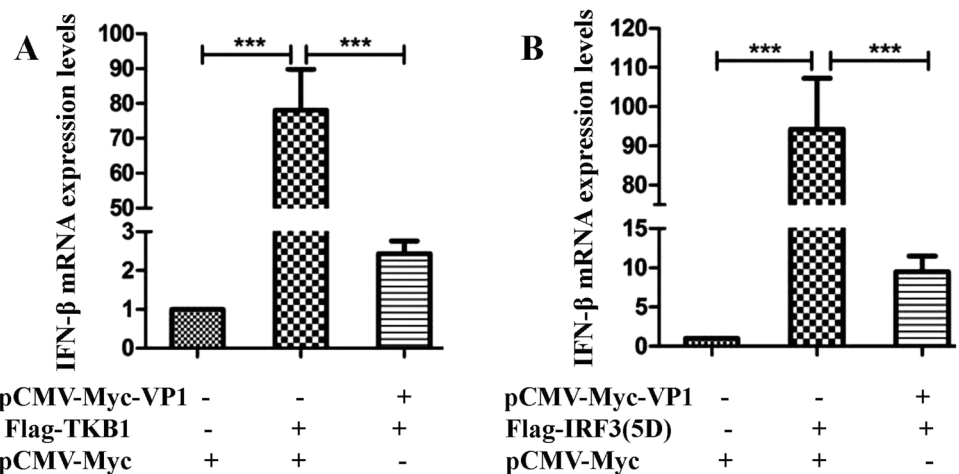 A
IFN-β mRNA expression levels
100
90
80
70
60
50
3
2
1
0
*** ***
pCMV-Myc-VP1 - - +
Flag-TKB1 - + +
pCMV-Myc + + -
B
IFN-β mRNA expression levels
120
110
100
90
80
15
10
5
0
*** ***
pCMV-Myc-VP1 - - +
Flag-IRF3(5D) - + +
pCMV-Myc + + -